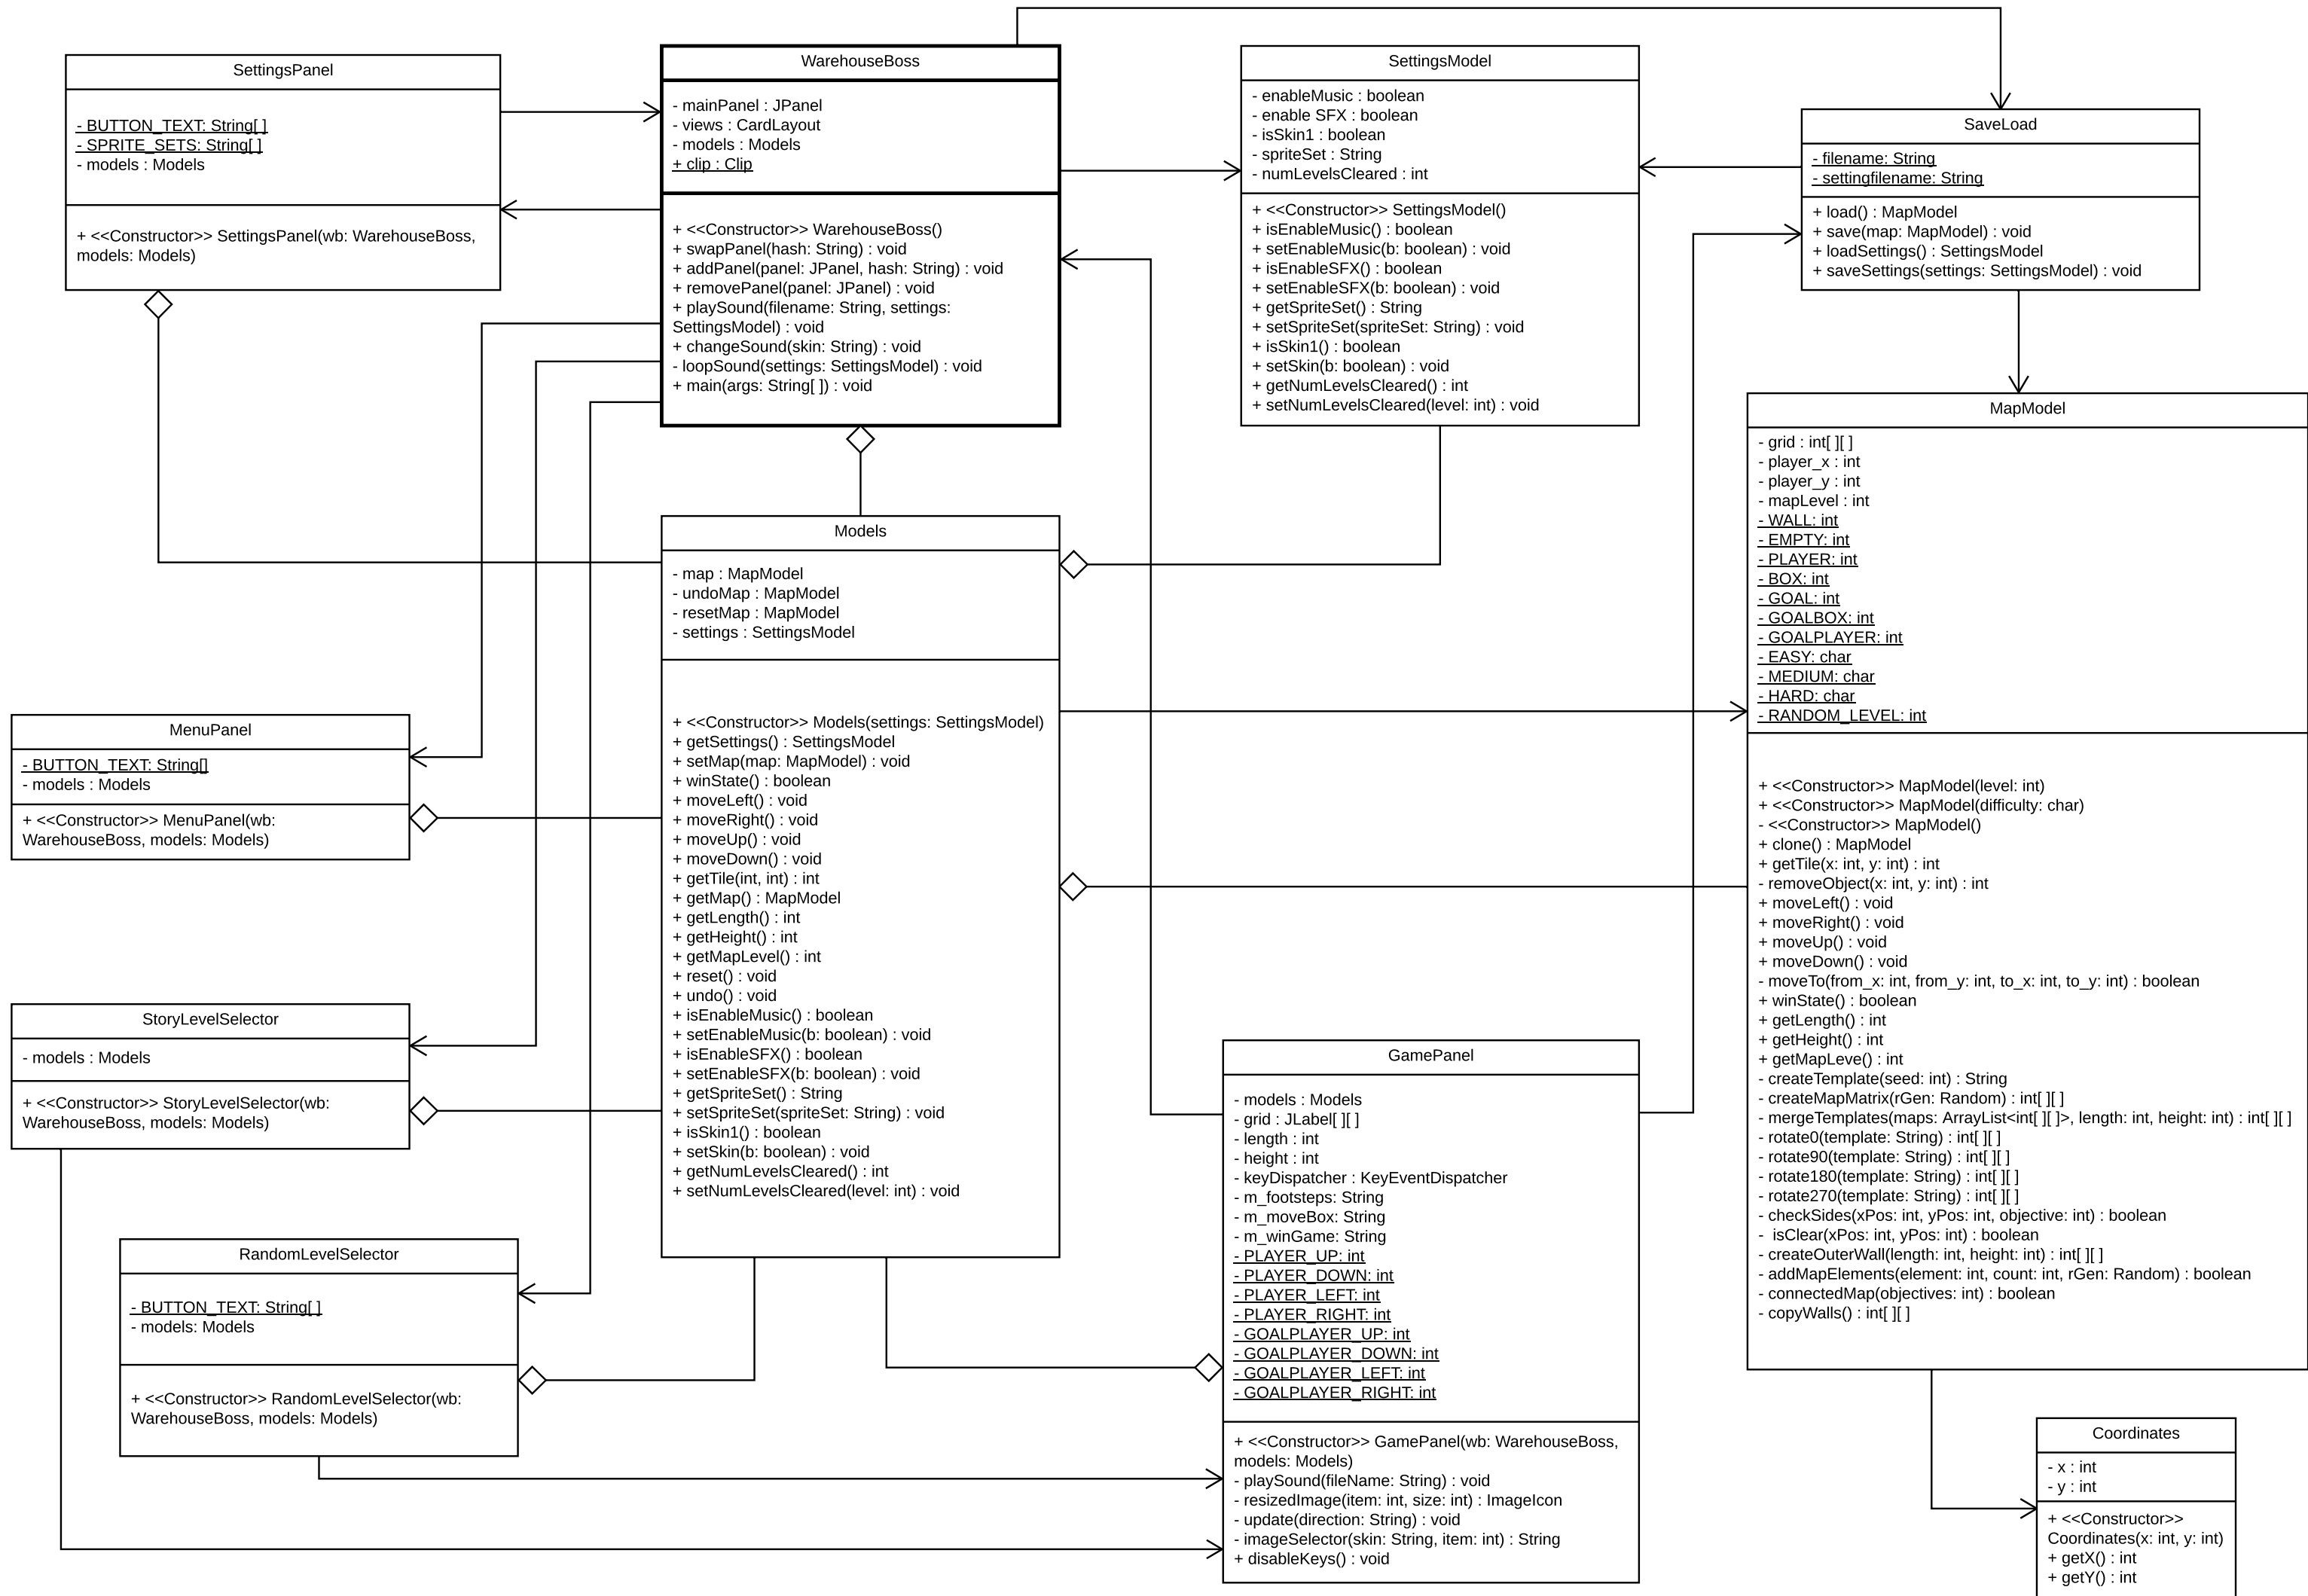 SettingsPanel
- BUTTON_TEXT: String[ ]
- SPRITE_SETS: String[ ]
- models : Models
+ <<Constructor>> SettingsPanel(wb: WarehouseBoss,
models: Models)
WarehouseBoss
- mainPanel : JPanel
- views : CardLayout
- models : Models
+ clip : Clip
+ <<Constructor>> WarehouseBoss()
+ swapPanel(hash: String) : void
+ addPanel(panel: JPanel, hash: String) : void
+ removePanel(panel: JPanel) : void
+ playSound(filename: String, settings:
SettingsModel) : void
+ changeSound(skin: String) : void
- loopSound(settings: SettingsModel) : void
+ main(args: String[ ]) : void
SettingsModel
- enableMusic : boolean
- enable SFX : boolean
- isSkin1 : boolean
- spriteSet : String
- numLevelsCleared : int
+ <<Constructor>> SettingsModel()
+ isEnableMusic() : boolean
+ setEnableMusic(b: boolean) : void
+ isEnableSFX() : boolean
+ setEnableSFX(b: boolean) : void
+ getSpriteSet() : String
+ setSpriteSet(spriteSet: String) : void
+ isSkin1() : boolean
+ setSkin(b: boolean) : void
+ getNumLevelsCleared() : int
+ setNumLevelsCleared(level: int) : void
SaveLoad
- filename: String
- settingfilename: String
+ load() : MapModel
+ save(map: MapModel) : void
+ loadSettings() : SettingsModel
+ saveSettings(settings: SettingsModel) : void
MapModel
- grid : int[ ][ ]
- player_x : int
- player_y : int
- mapLevel : int
- WALL: int
- EMPTY: int
- PLAYER: int
- BOX: int
- GOAL: int
- GOALBOX: int
- GOALPLAYER: int
- EASY: char
- MEDIUM: char
- HARD: char
- RANDOM_LEVEL: int
+ <<Constructor>> MapModel(level: int)
+ <<Constructor>> MapModel(difficulty: char)
- <<Constructor>> MapModel()
+ clone() : MapModel
+ getTile(x: int, y: int) : int
- removeObject(x: int, y: int) : int
+ moveLeft() : void
+ moveRight() : void
+ moveUp() : void
+ moveDown() : void
- moveTo(from_x: int, from_y: int, to_x: int, to_y: int) : boolean
+ winState() : boolean
+ getLength() : int
+ getHeight() : int
+ getMapLeve() : int
- createTemplate(seed: int) : String
- createMapMatrix(rGen: Random) : int[ ][ ]
- mergeTemplates(maps: ArrayList<int[ ][ ]>, length: int, height: int) : int[ ][ ]
- rotate0(template: String) : int[ ][ ]
- rotate90(template: String) : int[ ][ ]
- rotate180(template: String) : int[ ][ ]
- rotate270(template: String) : int[ ][ ]
- checkSides(xPos: int, yPos: int, objective: int) : boolean
-  isClear(xPos: int, yPos: int) : boolean
- createOuterWall(length: int, height: int) : int[ ][ ]
- addMapElements(element: int, count: int, rGen: Random) : boolean
- connectedMap(objectives: int) : boolean
- copyWalls() : int[ ][ ]
Models
- map : MapModel
- undoMap : MapModel
- resetMap : MapModel
- settings : SettingsModel
+ <<Constructor>> Models(settings: SettingsModel)
+ getSettings() : SettingsModel
+ setMap(map: MapModel) : void
+ winState() : boolean
+ moveLeft() : void
+ moveRight() : void
+ moveUp() : void
+ moveDown() : void
+ getTile(int, int) : int
+ getMap() : MapModel
+ getLength() : int
+ getHeight() : int
+ getMapLevel() : int
+ reset() : void
+ undo() : void
+ isEnableMusic() : boolean
+ setEnableMusic(b: boolean) : void
+ isEnableSFX() : boolean
+ setEnableSFX(b: boolean) : void
+ getSpriteSet() : String
+ setSpriteSet(spriteSet: String) : void
+ isSkin1() : boolean
+ setSkin(b: boolean) : void
+ getNumLevelsCleared() : int
+ setNumLevelsCleared(level: int) : void
MenuPanel
- BUTTON_TEXT: String[]
- models : Models
+ <<Constructor>> MenuPanel(wb:
WarehouseBoss, models: Models)
StoryLevelSelector
- models : Models
+ <<Constructor>> StoryLevelSelector(wb:
WarehouseBoss, models: Models)
RandomLevelSelector
- BUTTON_TEXT: String[ ]
- models: Models
+ <<Constructor>> RandomLevelSelector(wb:
WarehouseBoss, models: Models)
GamePanel
- models : Models
- grid : JLabel[ ][ ]
- length : int
- height : int
- keyDispatcher : KeyEventDispatcher
- m_footsteps: String
- m_moveBox: String
- m_winGame: String
- PLAYER_UP: int
- PLAYER_DOWN: int
- PLAYER_LEFT: int
- PLAYER_RIGHT: int
- GOALPLAYER_UP: int
- GOALPLAYER_DOWN: int
- GOALPLAYER_LEFT: int
- GOALPLAYER_RIGHT: int
+ <<Constructor>> GamePanel(wb: WarehouseBoss,
models: Models)
- playSound(fileName: String) : void
- resizedImage(item: int, size: int) : ImageIcon
- update(direction: String) : void
- imageSelector(skin: String, item: int) : String
+ disableKeys() : void
Coordinates
- x : int
- y : int
+ <<Constructor>>
Coordinates(x: int, y: int)
+ getX() : int
+ getY() : int